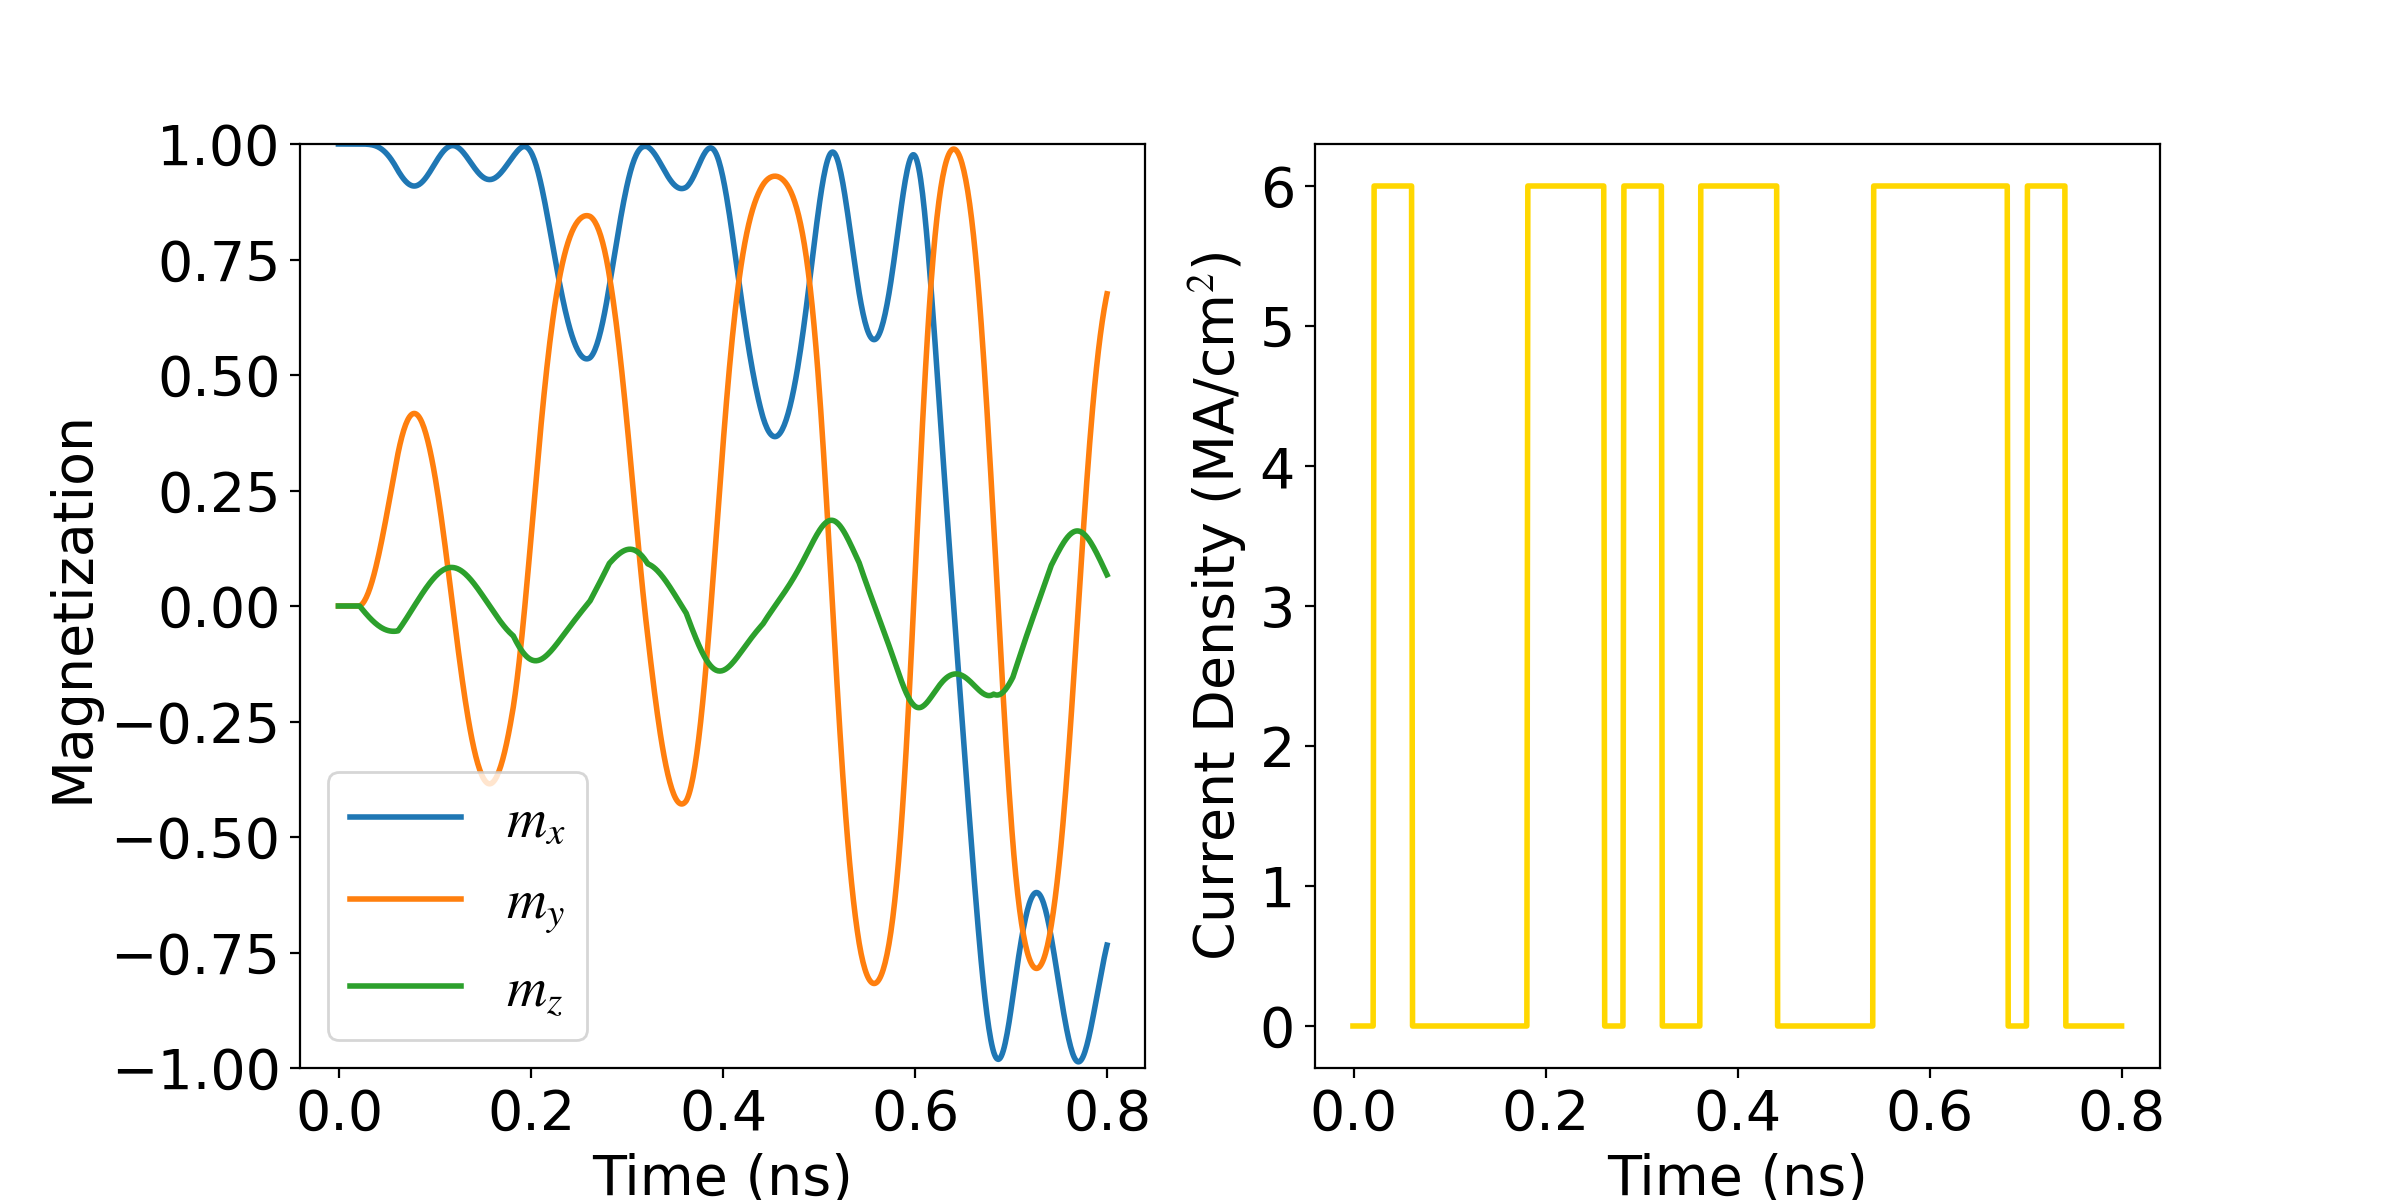 Magnetization
1.00
0.75
0.50
0.25
0.00
−0.25
−0.50
−0.75
−1.00
m_x
m_y
m_z
0.0 0.2 0.4 0.6 0.8
Time (ns)
Current Density (MA/cm²)
6
5
4
3
2
1
0
0.0 0.2 0.4 0.6 0.8
Time (ns)